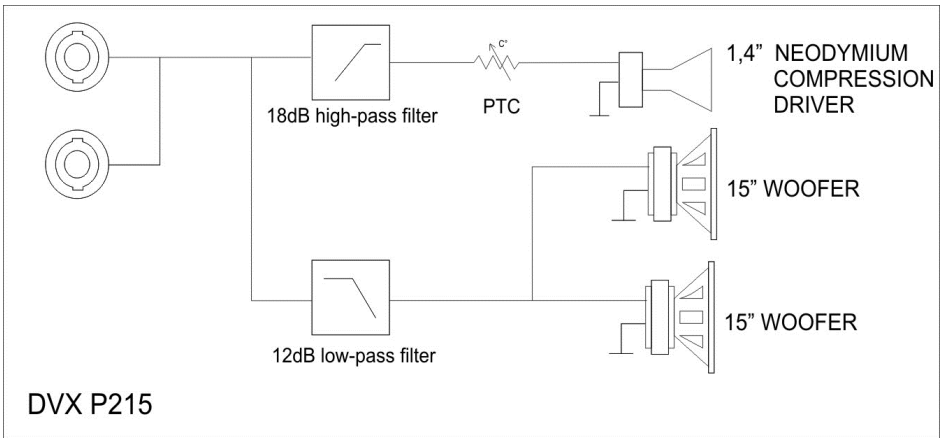 1,4” NEODYMIUM
COMPRESSION
DRIVER
C°
PTC
18dB high-pass filter
15” WOOFER
15” WOOFER
12dB low-pass filter
DVX P215